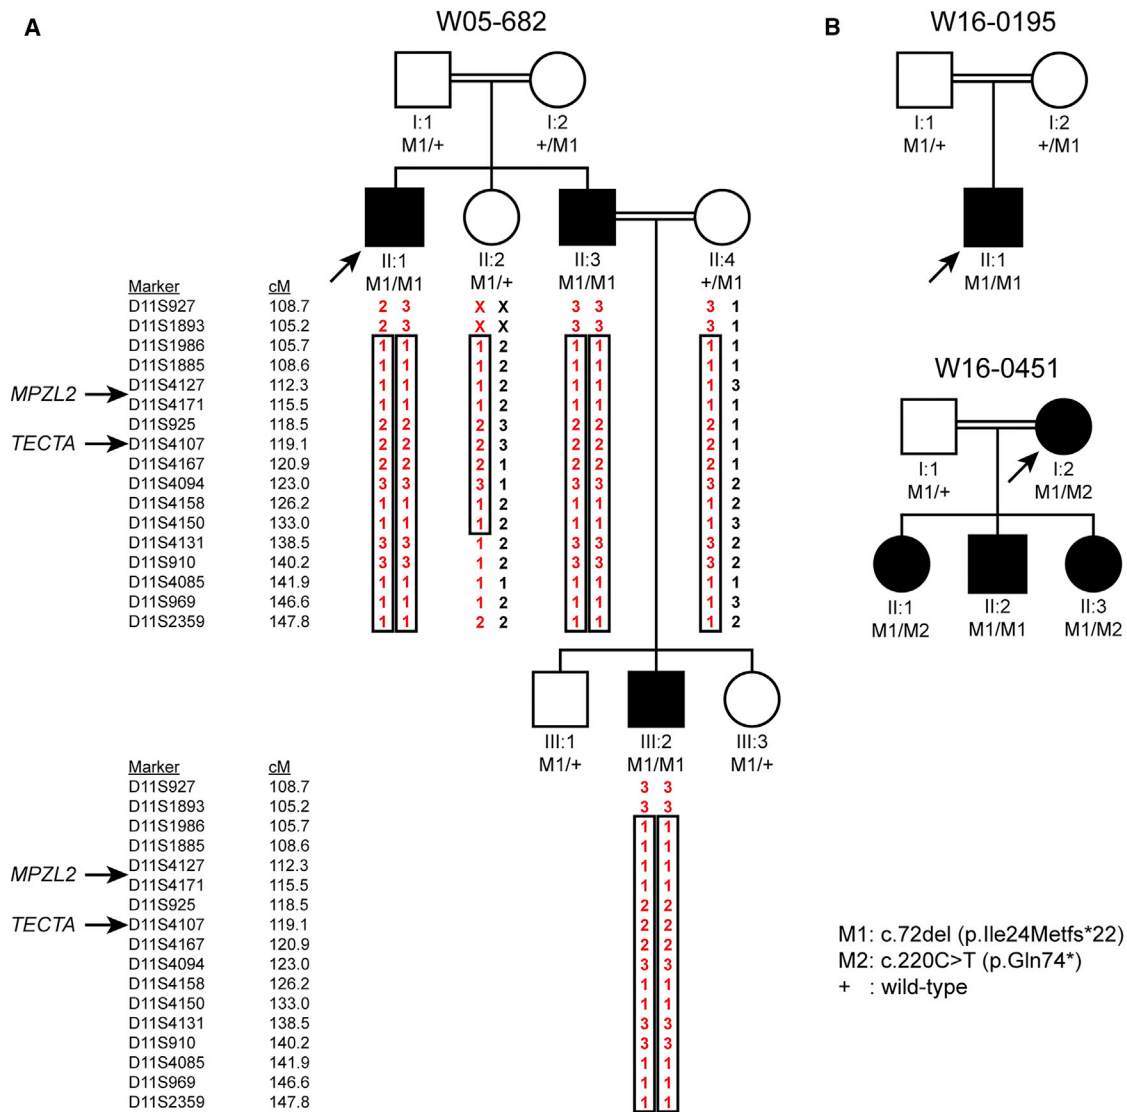 A
W05-682
I:1
I:2
M1/+
+/M1
II:1
II:2
II:3
II:4
M1/M1
M1/+
M1/M1
+/M1
Marker cM
D11S927 108.7 2 3 X X 3 3 3 1
D11S1893 105.2 2 3 X X 3 3 3 1
D11S1986 105.7 1 1 1 2 1 1 1 1
D11S1885 108.6 1 1 1 2 1 1 1 1
MPZL2
D11S4127 112.3 1 1 1 2 1 1 1 3
D11S4171 115.5 1 1 1 2 1 1 1 1
D11S925 118.5 2 2 2 3 2 2 2 1
TECTA
D11S4107 119.1 2 2 2 3 2 2 2 1
D11S4167 120.9 2 2 2 1 2 2 2 1
D11S4094 123.0 3 3 3 1 3 3 3 2
D11S4158 126.2 1 1 1 2 1 1 1 2
D11S4150 133.0 1 1 1 2 1 1 1 3
D11S4131 138.5 3 3 1 2 3 3 3 2
D11S910 140.2 3 3 1 2 3 3 3 2
D11S4085 141.9 1 1 1 1 1 1 1 1
D11S969 146.6 1 1 1 2 1 1 1 3
D11S2359 147.8 1 1 2 2 1 1 1 2
III:1
III:2
III:3
M1/+
M1/M1
M1/+
Marker cM
D11S927 108.7 3 3
D11S1893 105.2 3 3
D11S1986 105.7 1 1
D11S1885 108.6 1 1
MPZL2
D11S4127 112.3 1 1
D11S4171 115.5 1 1
D11S925 118.5 2 2
TECTA
D11S4107 119.1 2 2
D11S4167 120.9 2 2
D11S4094 123.0 3 3
D11S4158 126.2 1 1
D11S4150 133.0 1 1
D11S4131 138.5 3 3
D11S910 140.2 3 3
D11S4085 141.9 1 1
D11S969 146.6 1 1
D11S2359 147.8 1 1
B
W16-0195
I:1
I:2
M1/+
+/M1
II:1
M1/M1
W16-0451
I:1
I:2
M1/+
M1/M2
II:1
II:2
II:3
M1/M2
M1/M1
M1/M2
M1: c.72del (p.Ile24Metfs*22)
M2: c.220C>T (p.Gln74*)
+ : wild-type